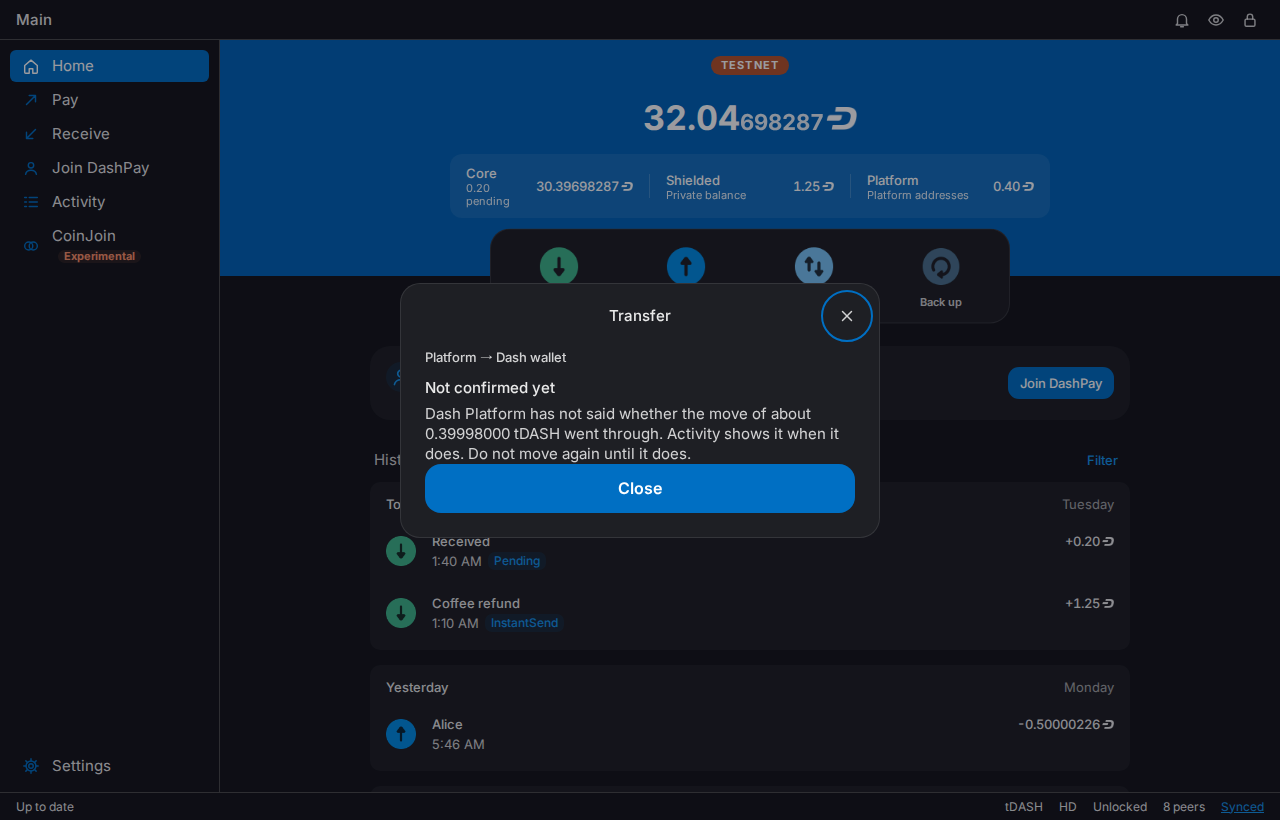 Main
Home
Pay
Receive
Join DashPay
Activity
CoinJoin
Experimental
Settings
TESTNET
32.04698287
Core
0.20 pending
30.39698287
Shielded
Private balance
1.25
Platform
Platform addresses
0.40
Back up
Transfer
Platform → Dash wallet
Not confirmed yet
Dash Platform has not said whether the move of about
0.39998000 tDASH went through. Activity shows it when it
does. Do not move again until it does.
Close
Join DashPay
Filter
Tuesday
Received
1:40 AM Pending
+0.20
Coffee refund
1:10 AM InstantSend
+1.25
Yesterday
Monday
Alice
5:46 AM
-0.50000226
Up to date
tDASH HD Unlocked 8 peers Synced